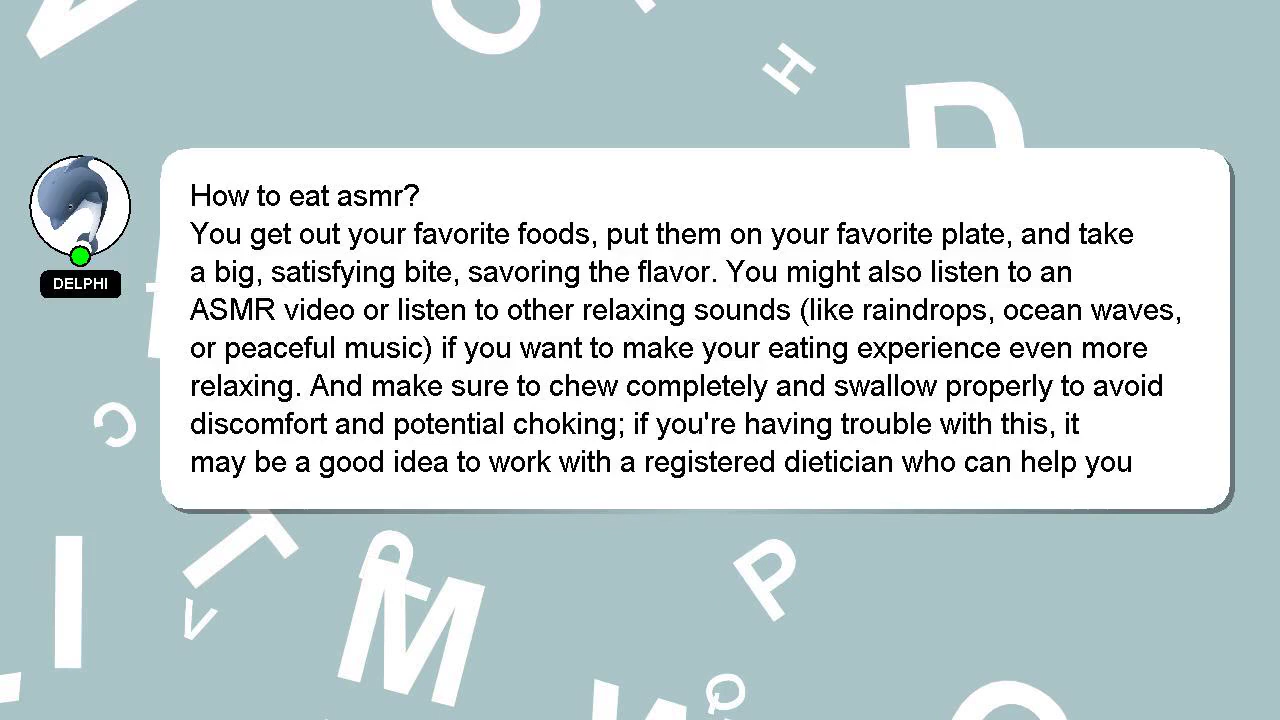 How to eat asmr?
You get out your favorite foods, put them on your favorite plate, and take
a big, satisfying bite, savoring the flavor. You might also listen to an
ASMR video or listen to other relaxing sounds (like raindrops, ocean waves,
or peaceful music) if you want to make your eating experience even more
relaxing. And make sure to chew completely and swallow properly to avoid
discomfort and potential choking; if you're having trouble with this, it
may be a good idea to work with a registered dietician who can help you
DELPHI
H
D
C
I
T
V
M
P
Q